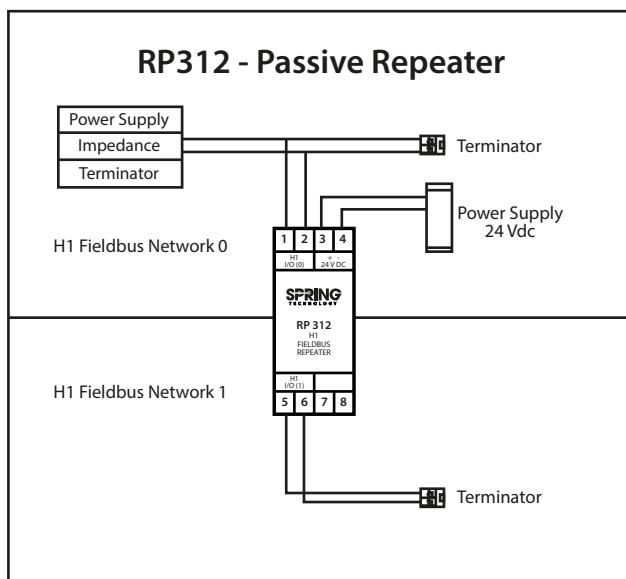 RP312 - Passive Repeater
Power Supply
Impedance
Terminator
Terminator
Power Supply
24 Vdc
H1 Fieldbus Network 0
1 2 3 4
H1
I/O (0)
+ -
24 V DC
SPRING
TECHNOLOGY
RP 312
H1
FIELDBUS
REPEATER
H1
I/O (1)
5 6 7 8
H1 Fieldbus Network 1
Terminator